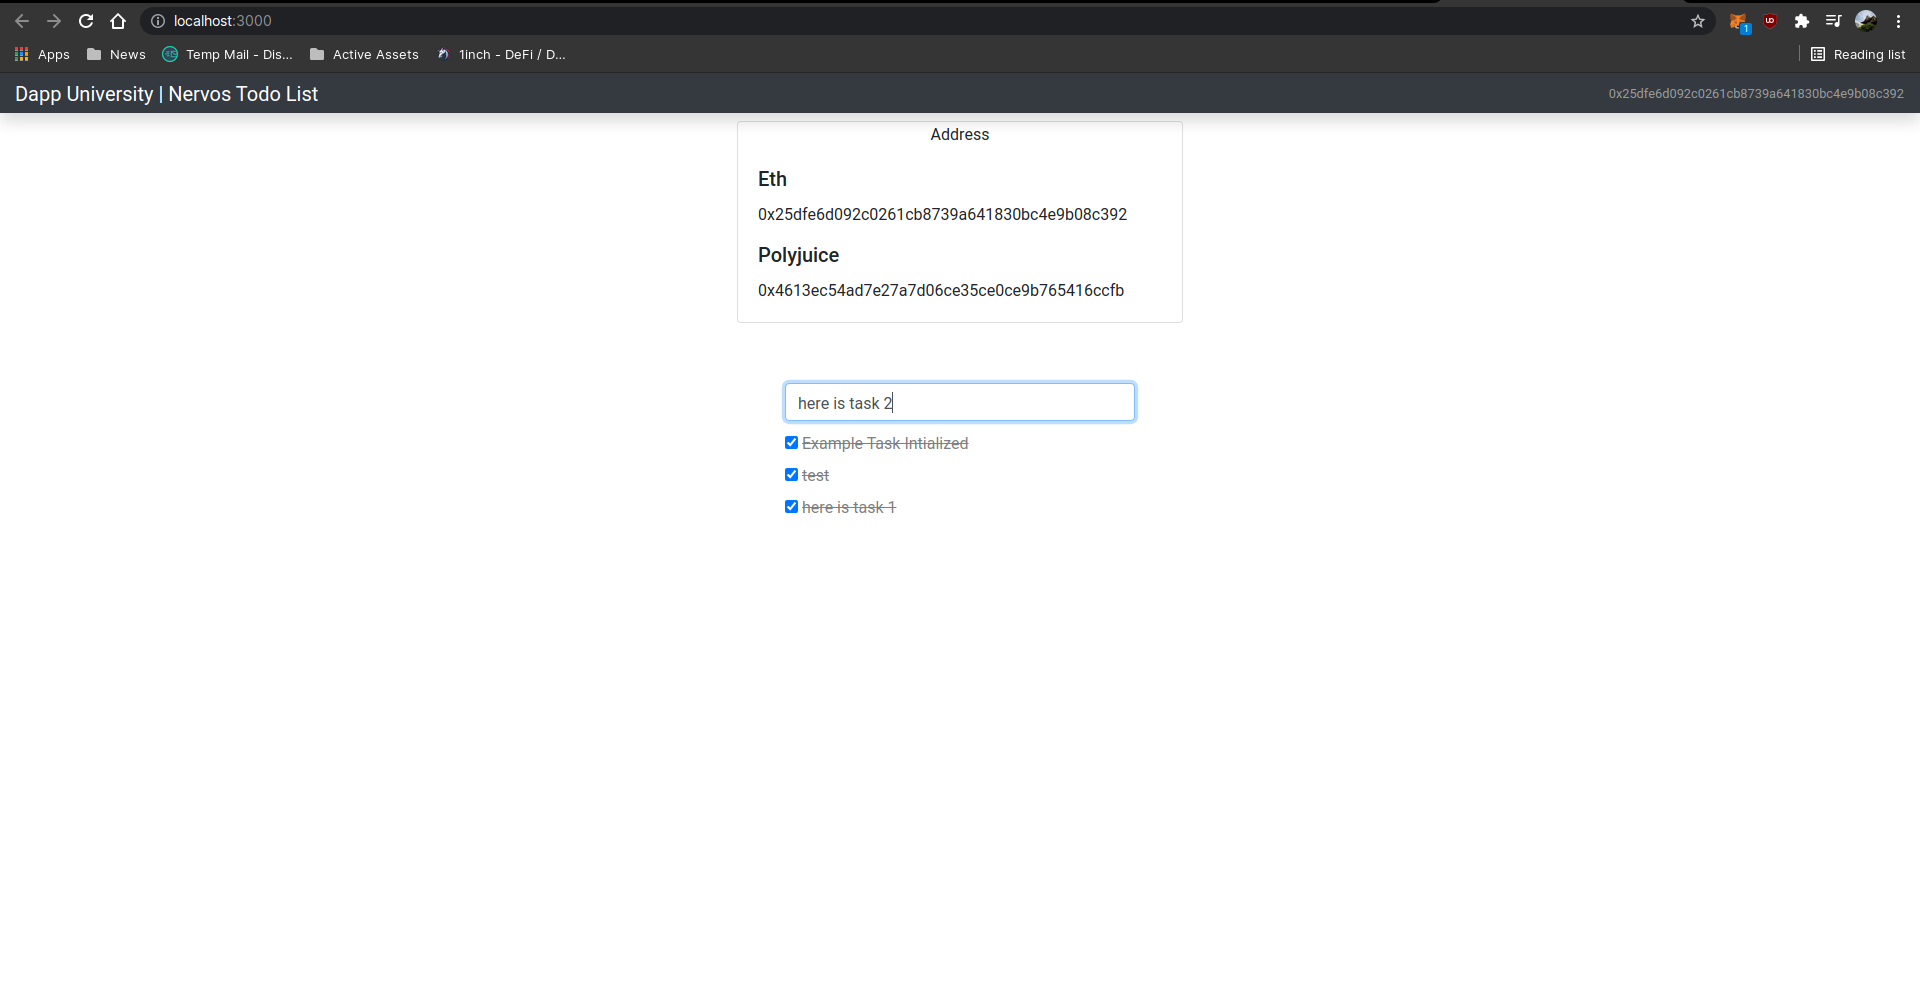 localhost:3000
1
Apps News Temp Mail - Dis... Active Assets 1inch - DeFi / D... Reading list
Dapp University | Nervos Todo List 0x25dfe6d092c0261cb8739a641830bc4e9b08c392
Address
Eth
0x25dfe6d092c0261cb8739a641830bc4e9b08c392
Polyjuice
0x4613ec54ad7e27a7d06ce35ce0ce9b765416ccfb
here is task 2
Example Task Intialized
test
here is task 1